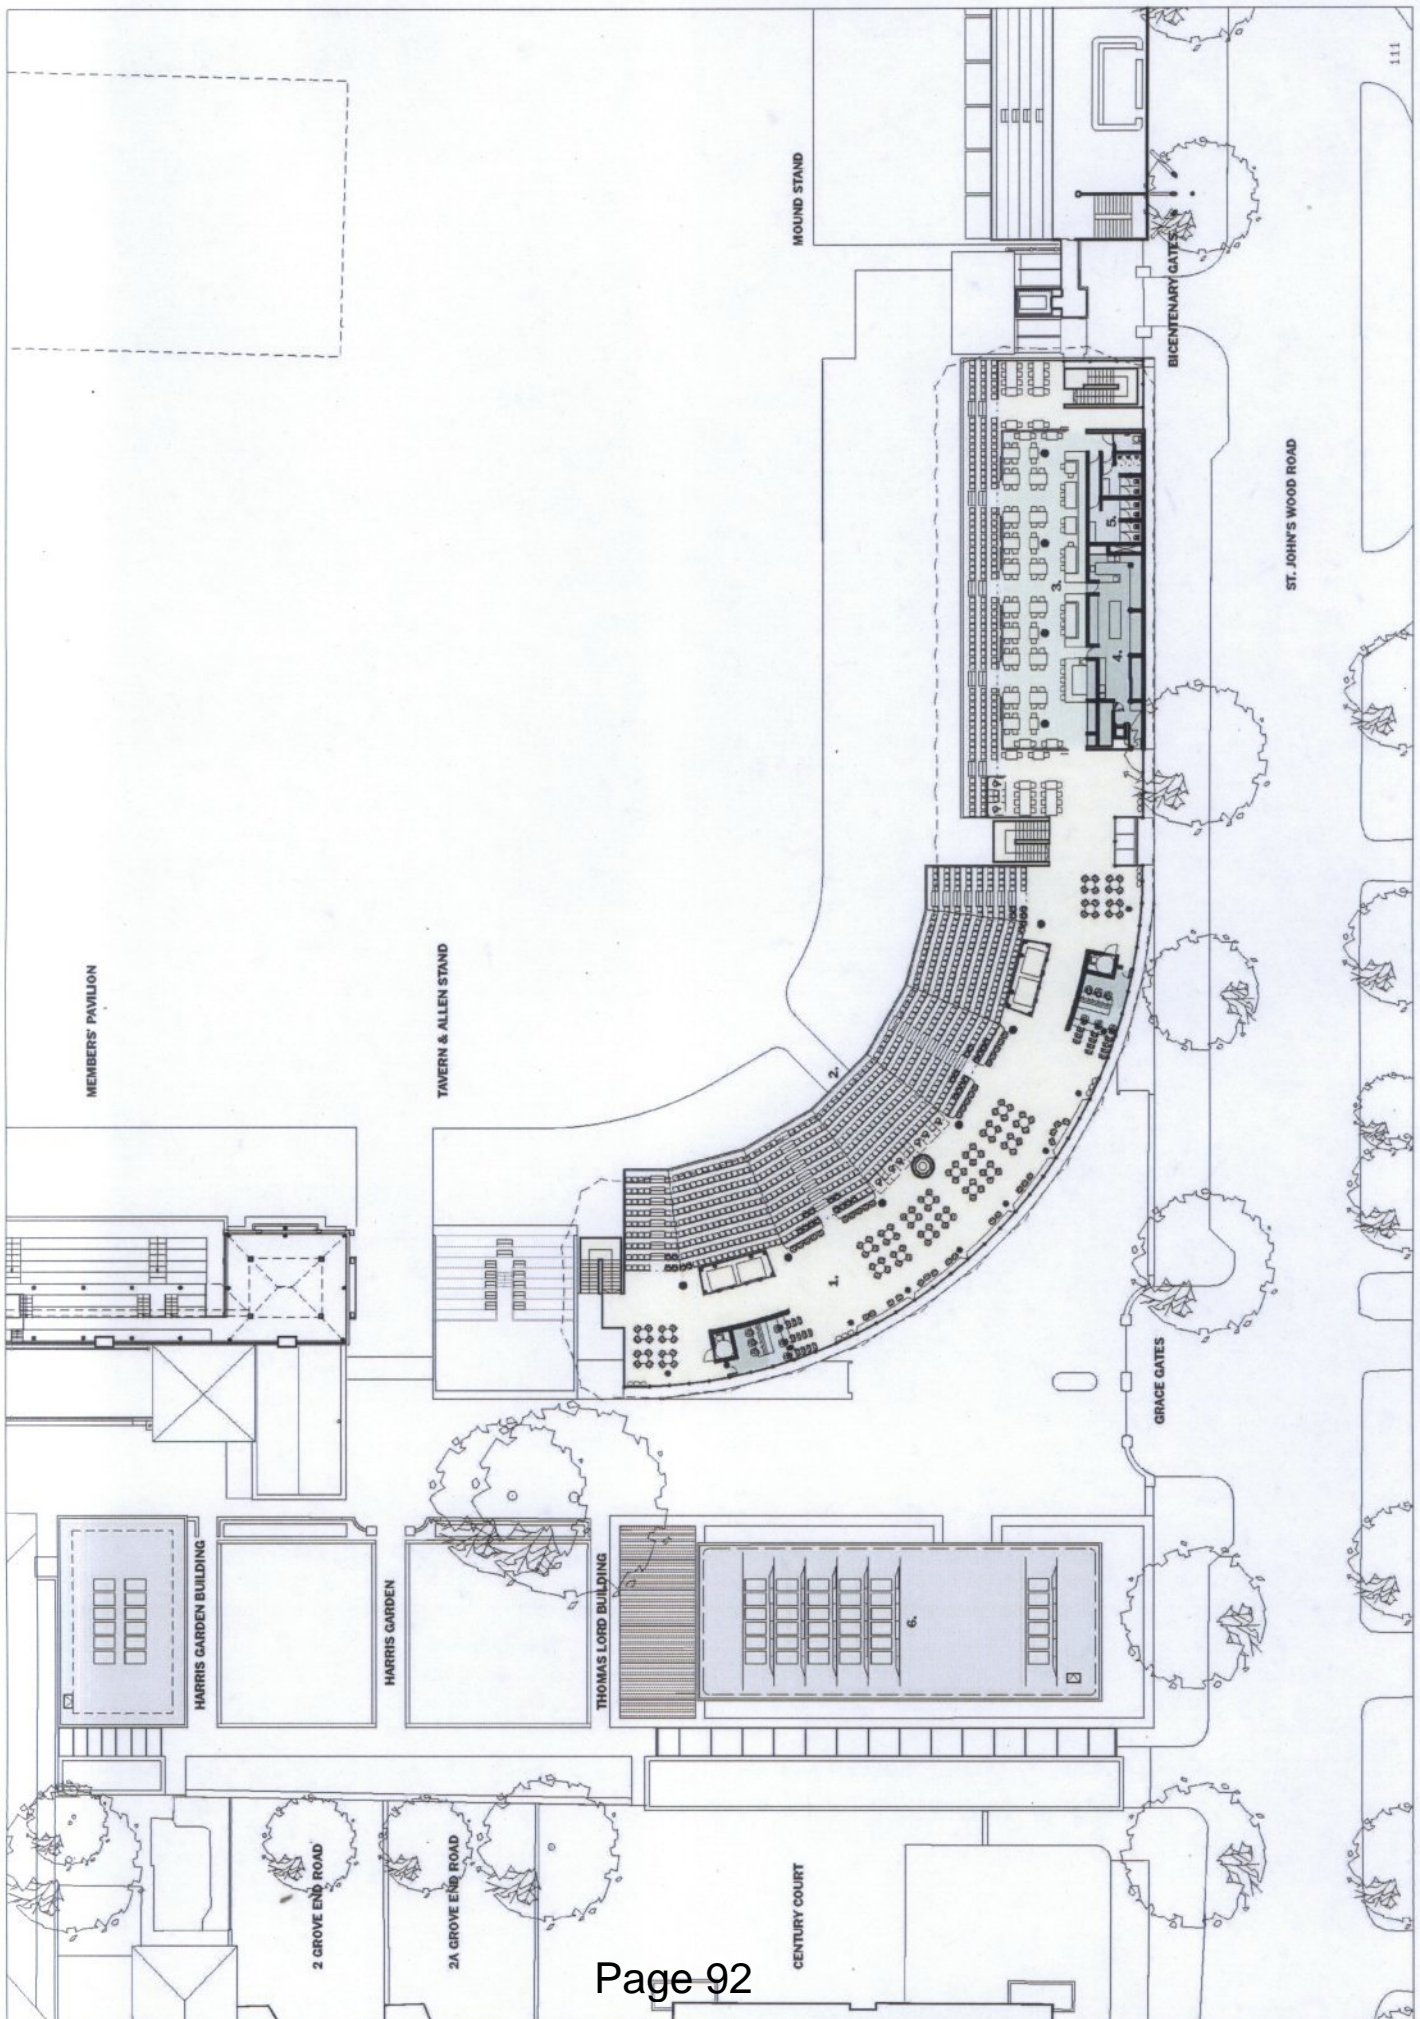 111
MOUND STAND
BICENTENARY GATES
ST. JOHN'S WOOD ROAD
5.
3.
4.
MEMBERS' PAVILION
TAVERN & ALLEN STAND
2.
1.
GRACE GATES
HARRIS GARDEN BUILDING
HARRIS GARDEN
THOMAS LORD BUILDING
6.
2 GROVE END ROAD
2A GROVE END ROAD
CENTURY COURT
Page 92